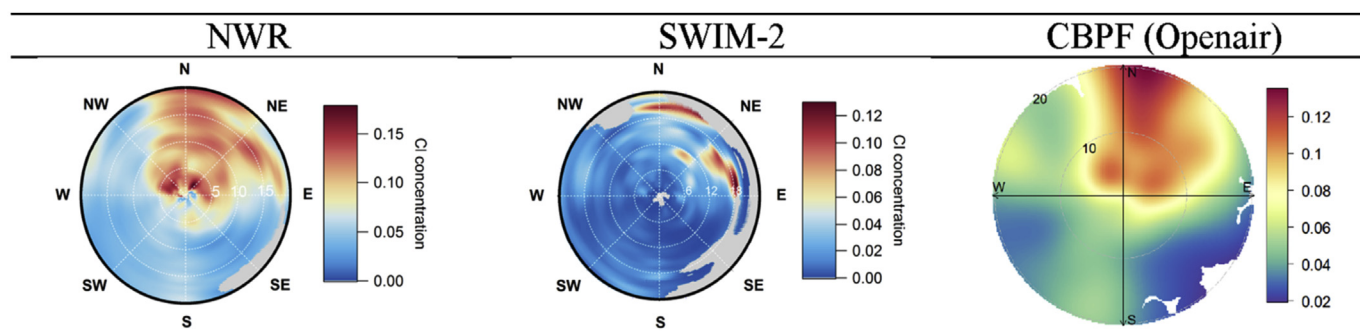 NWR
SWIM-2
CBPF (Openair)
N
NW
NE
W
5 10 15
E
SW
SE
S
0.15
0.10
0.05
0.00
Cl concentration
N
NW
NE
W
6 12 18
E
SW
SE
S
0.12
0.10
0.08
0.06
0.04
0.02
0.00
Cl concentration
N
20
10
W
E
S
0.12
0.1
0.08
0.06
0.04
0.02